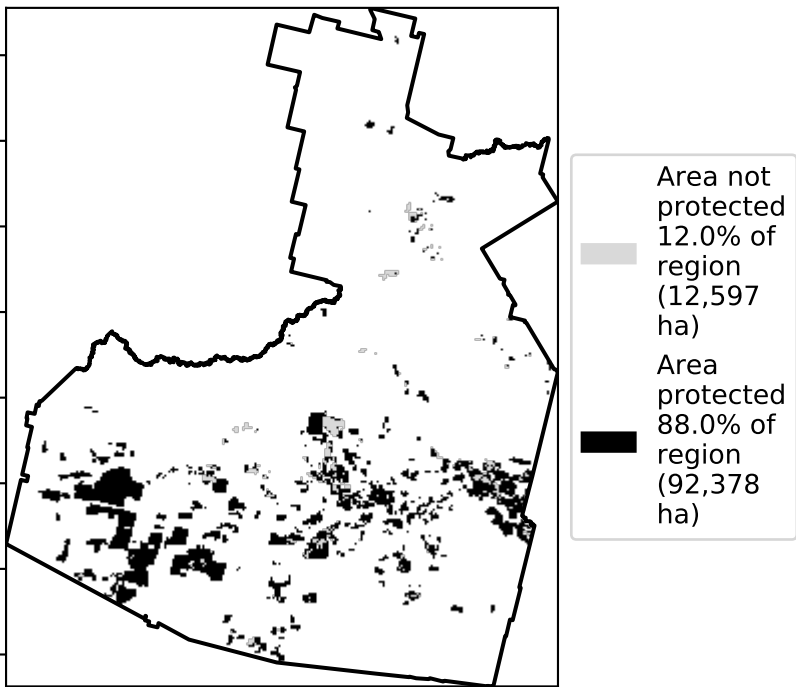 Area not
protected
12.0% of
region
(12,597
ha)
Area
protected
88.0% of
region
(92,378
ha)